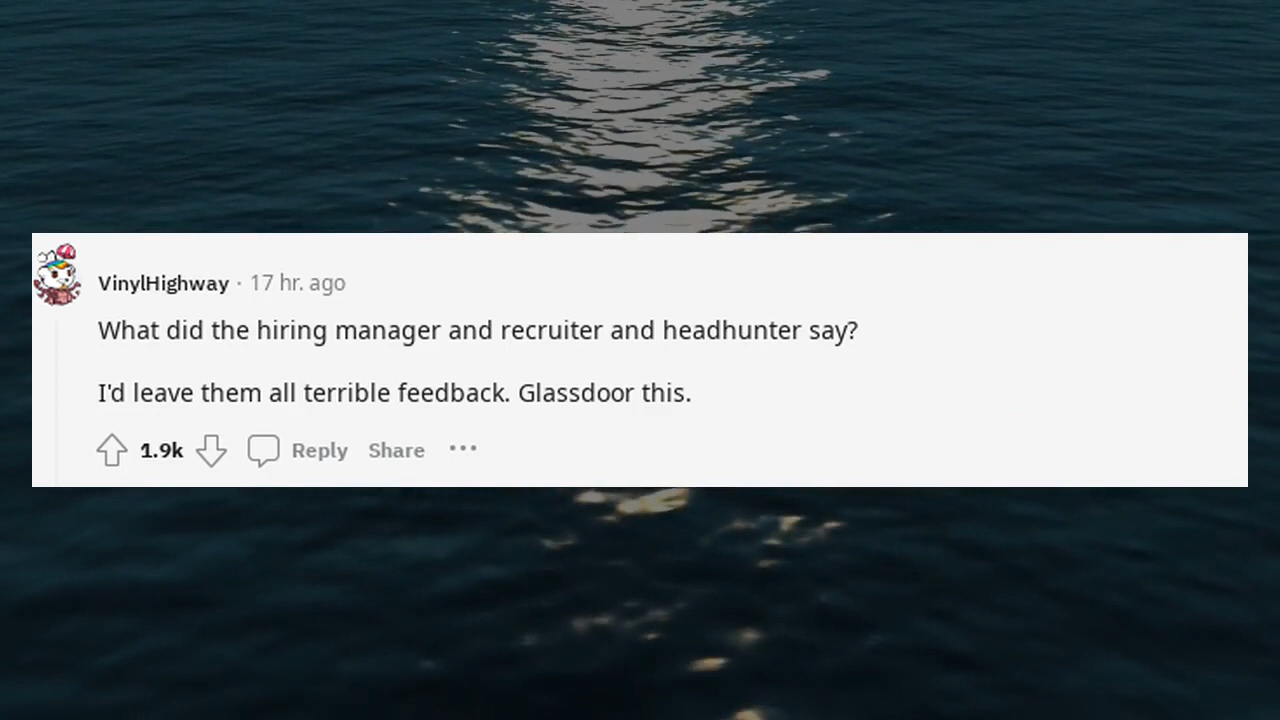 VinylHighway · 17 hr. ago
What did the hiring manager and recruiter and headhunter say?
I'd leave them all terrible feedback. Glassdoor this.
1.9k Reply Share ···